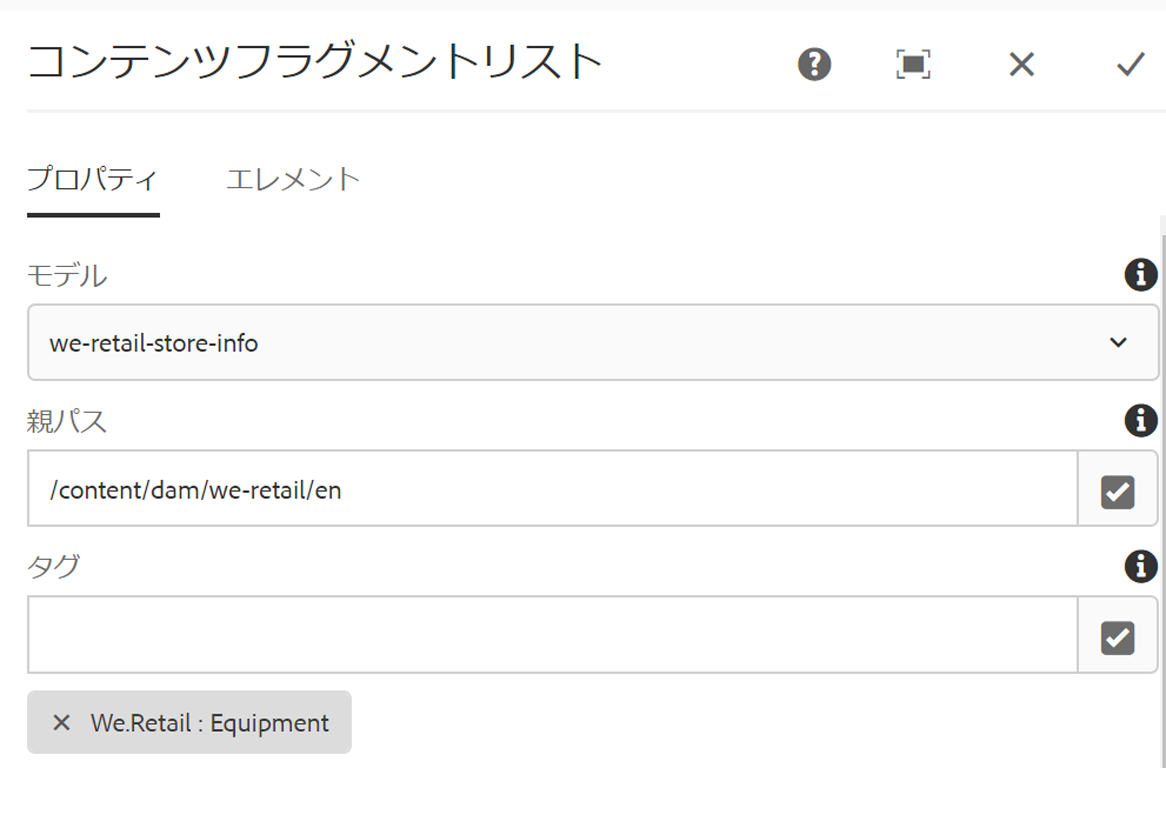 コンテンツフラグメントリスト
プロパティ エレメント
モデル
we-retail-store-info
親パス
/content/dam/we-retail/en
タグ
We.Retail : Equipment